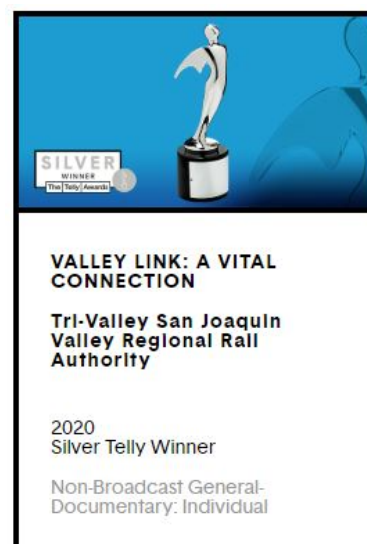 SILVER
WINNER
The Telly Awards
VALLEY LINK: A VITAL
CONNECTION
Tri-Valley San Joaquin
Valley Regional Rail
Authority
2020
Silver Telly Winner
Non-Broadcast General-
Documentary: Individual